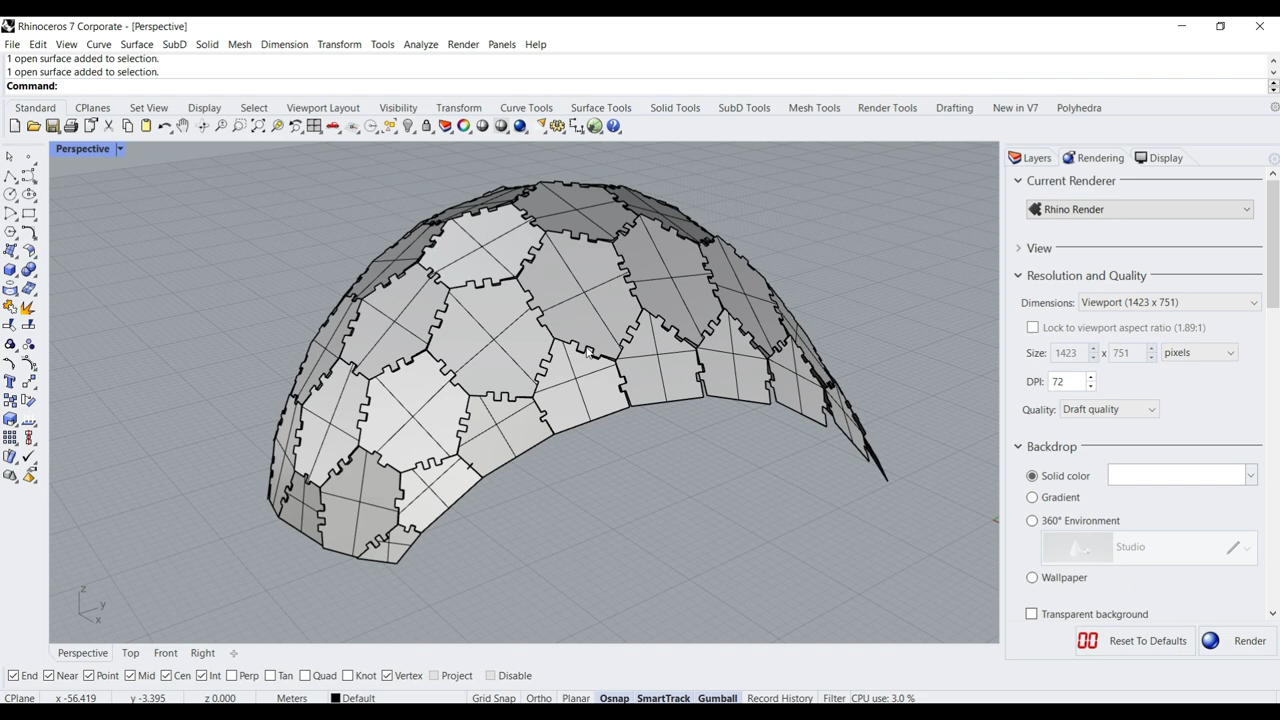 Rhinoceros 7 Corporate - [Perspective]
File Edit View Curve Surface SubD Solid Mesh Dimension Transform Tools Analyze Render Panels Help
1 open surface added to selection.
1 open surface added to selection.
Command:
Standard CPlanes Set View Display Select Viewport Layout Visibility Transform Curve Tools Surface Tools Solid Tools SubD Tools Mesh Tools Render Tools Drafting New in V7 Polyhedra
Perspective
Layers Rendering Display
Current Renderer
Rhino Render
View
Resolution and Quality
Dimensions: Viewport (1423 x 751)
Lock to viewport aspect ratio (1.89:1)
Size: 1423 x 751 pixels
DPI: 72
Quality: Draft quality
Backdrop
Solid color
Gradient
360° Environment
Studio
Wallpaper
Transparent background
Reset To Defaults Render
z
y
x
Perspective Top Front Right
End Near Point Mid Cen Int Perp Tan Quad Knot Vertex Project Disable
CPlane x -56.419 y -3.395 z 0.000 Meters Default Grid Snap Ortho Planar Osnap SmartTrack Gumball Record History Filter CPU use: 3.0 %